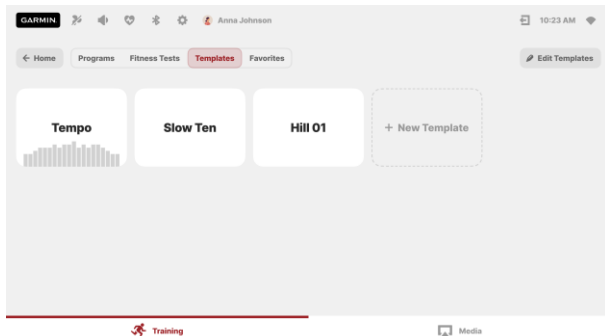 GARMIN. Anna Johnson 10:23 AM
Home Programs Fitness Tests Templates Favorites Edit Templates
Tempo Slow Ten Hill 01 + New Template
Training Media